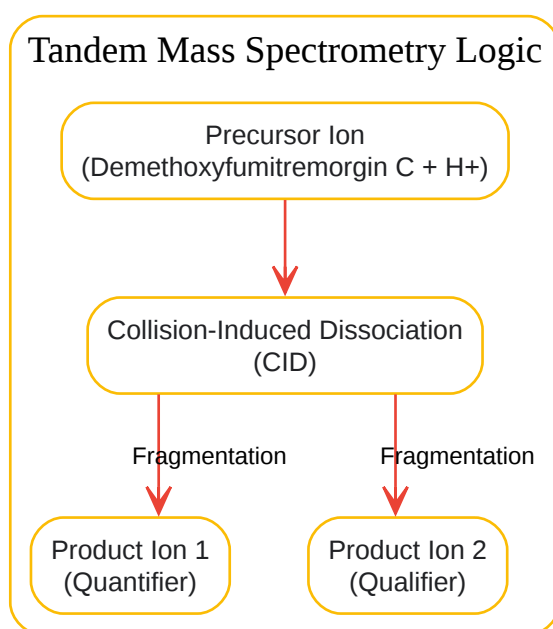 Tandem Mass Spectrometry Logic
Precursor Ion
(Demethoxyfumitremorgin C + H+)
Collision-Induced Dissociation
(CID)
Fragmentation
Fragmentation
Product Ion 1
(Quantifier)
Product Ion 2
(Qualifier)